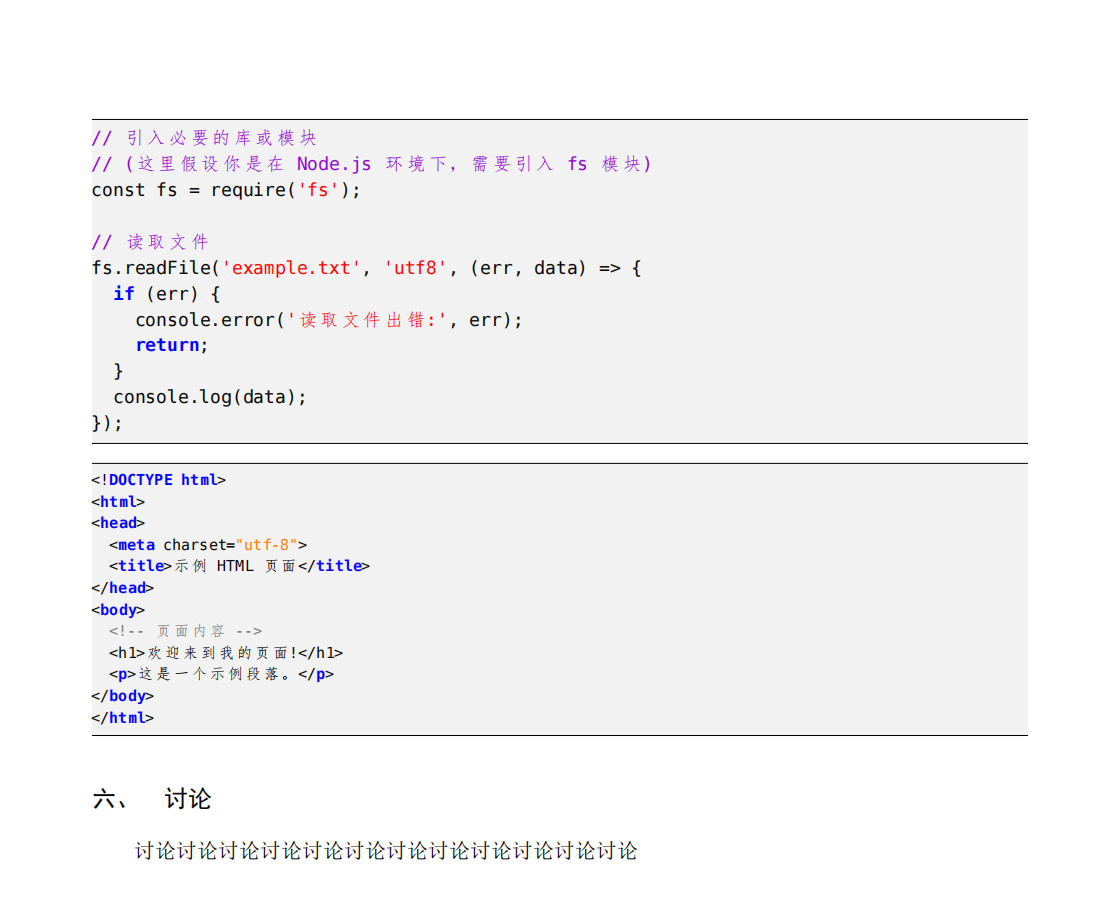 // 引入必要的库或模块
// (这里假设你是在 Node.js 环境下，需要引入 fs 模块)
const fs = require('fs');
// 读取文件
fs.readFile('example.txt', 'utf8', (err, data) => {
  if (err) {
    console.error('读取文件出错:', err);
    return;
  }
  console.log(data);
});
<!DOCTYPE html>
<html>
<head>
  <meta charset="utf-8">
  <title>示例 HTML 页面</title>
</head>
<body>
  <!-- 页面内容 -->
  <h1>欢迎来到我的页面!</h1>
  <p>这是一个示例段落。</p>
</body>
</html>
六、 讨论
讨论讨论讨论讨论讨论讨论讨论讨论讨论讨论讨论讨论